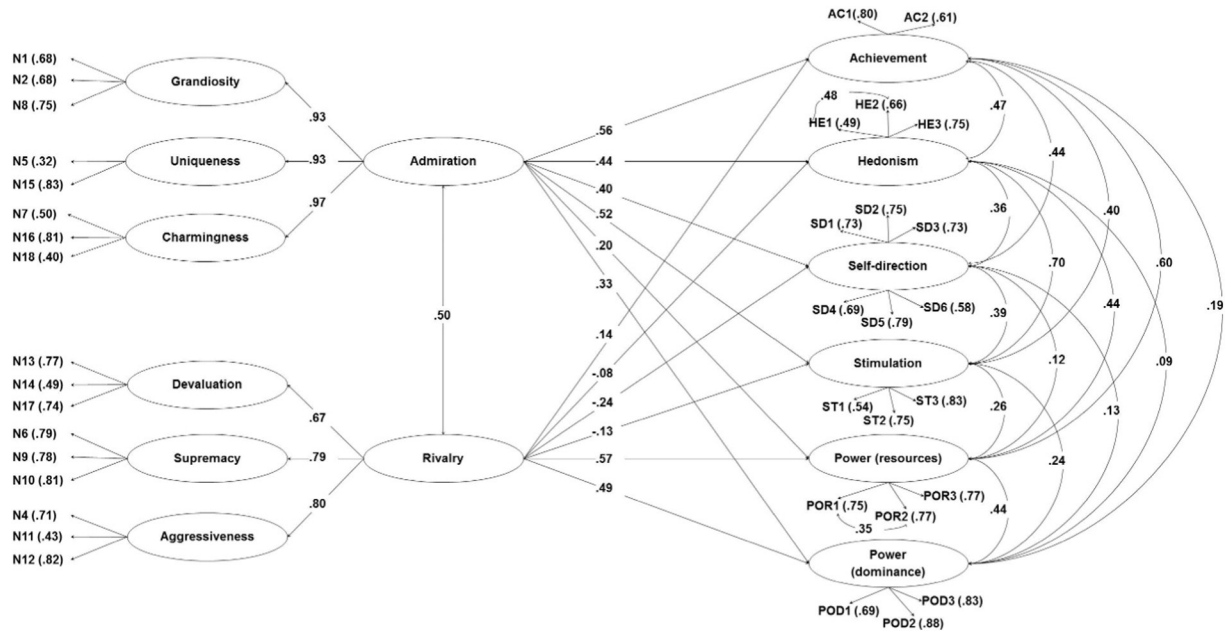 AC1(.80)
AC2 (.61)
Achievement
N1 (.68)
N2 (.68)
N8 (.75)
Grandiosity
.93
N5 (.32)
N15 (.83)
Uniqueness
.93
N7 (.50)
N16 (.81)
N18 (.40)
Charmingness
.97
Admiration
.56
.44
.40
.52
.20
.33
.50
N13 (.77)
N14 (.49)
N17 (.74)
Devaluation
.67
N6 (.79)
N9 (.78)
N10 (.81)
Supremacy
.79
N4 (.71)
N11 (.43)
N12 (.82)
Aggressiveness
.80
Rivalry
.14
-.08
-.24
-.13
.57
.49
.48
HE2 (.66)
HE1 (.49)
HE3 (.75)
Hedonism
SD2 (.75)
SD1 (.73)
SD3 (.73)
Self-direction
SD4 (.69)
SD6 (.58)
SD5 (.79)
Stimulation
ST1 (.54)
ST3 (.83)
ST2 (.75)
Power (resources)
POR3 (.77)
POR1 (.75)
POR2 (.77)
.35
Power
(dominance)
POD1 (.69)
POD3 (.83)
POD2 (.88)
.47
.44
.36
.40
.70
.60
.39
.44
.19
.12
.09
.26
.13
.24
.44